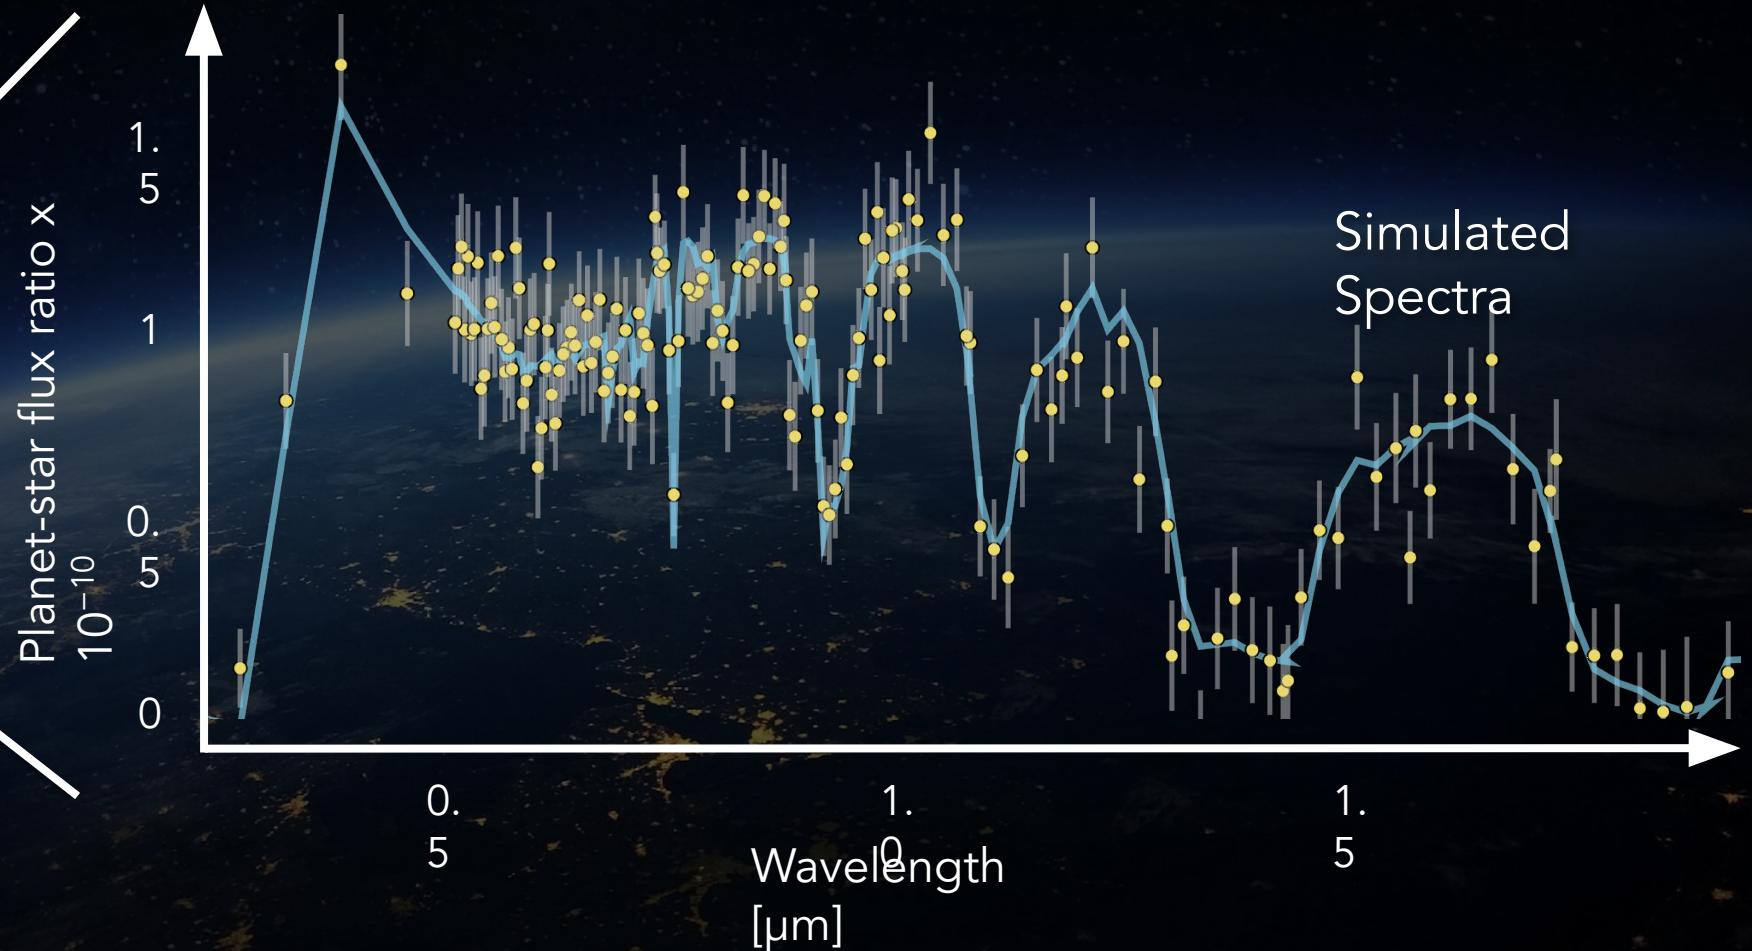 1.
5
1
0.
5
0
Planet-star flux ratio x
10⁻¹⁰
Simulated
Spectra
0.
5
1.
0
1.
5
Wavelength
[µm]